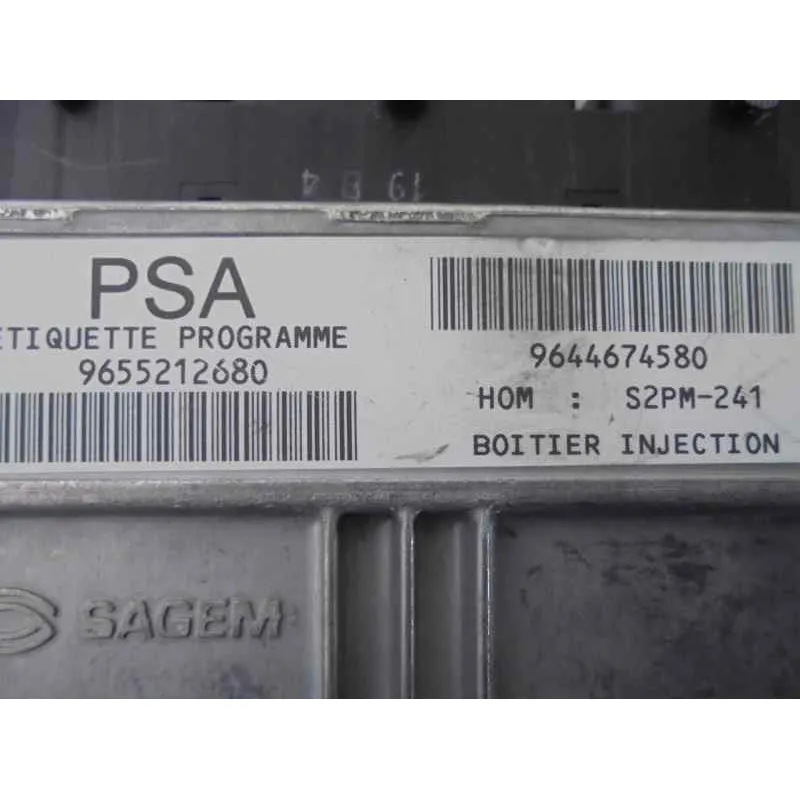 19 B 4
PSA
ETIQUETTE PROGRAMME
9655212680
9644674580
HOM : S2PM-241
BOITIER INJECTION
SAGEM